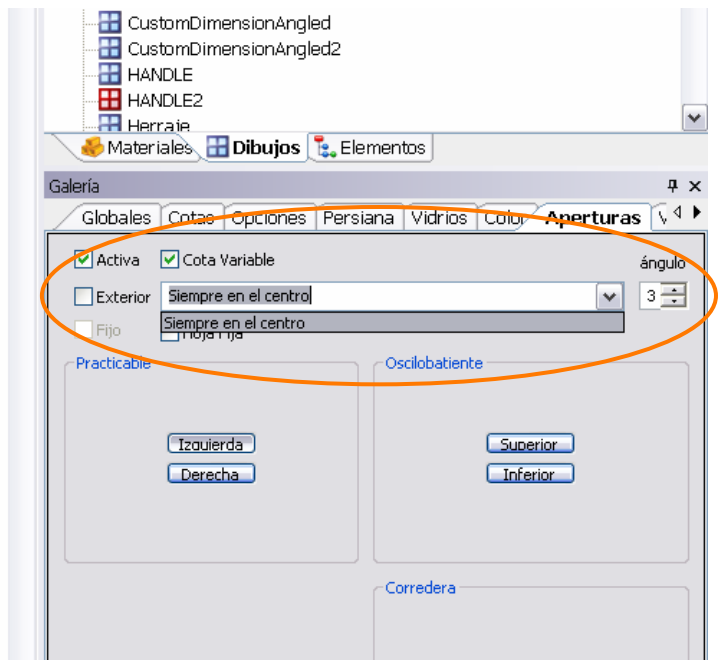 CustomDimensionAngled
CustomDimensionAngled2
HANDLE
HANDLE2
Herraje
Materiales Dibujos Elementos
Galería
Globales Cotas Opciones Persiana Vidrios Color Aperturas V
Activa Cota Variable ángulo
Exterior Siempre en el centro 3
Siempre en el centro
Fijo Hoja Fija
Practicable Oscilobatiente
Izquierda Superior
Derecha Inferior
Corredera